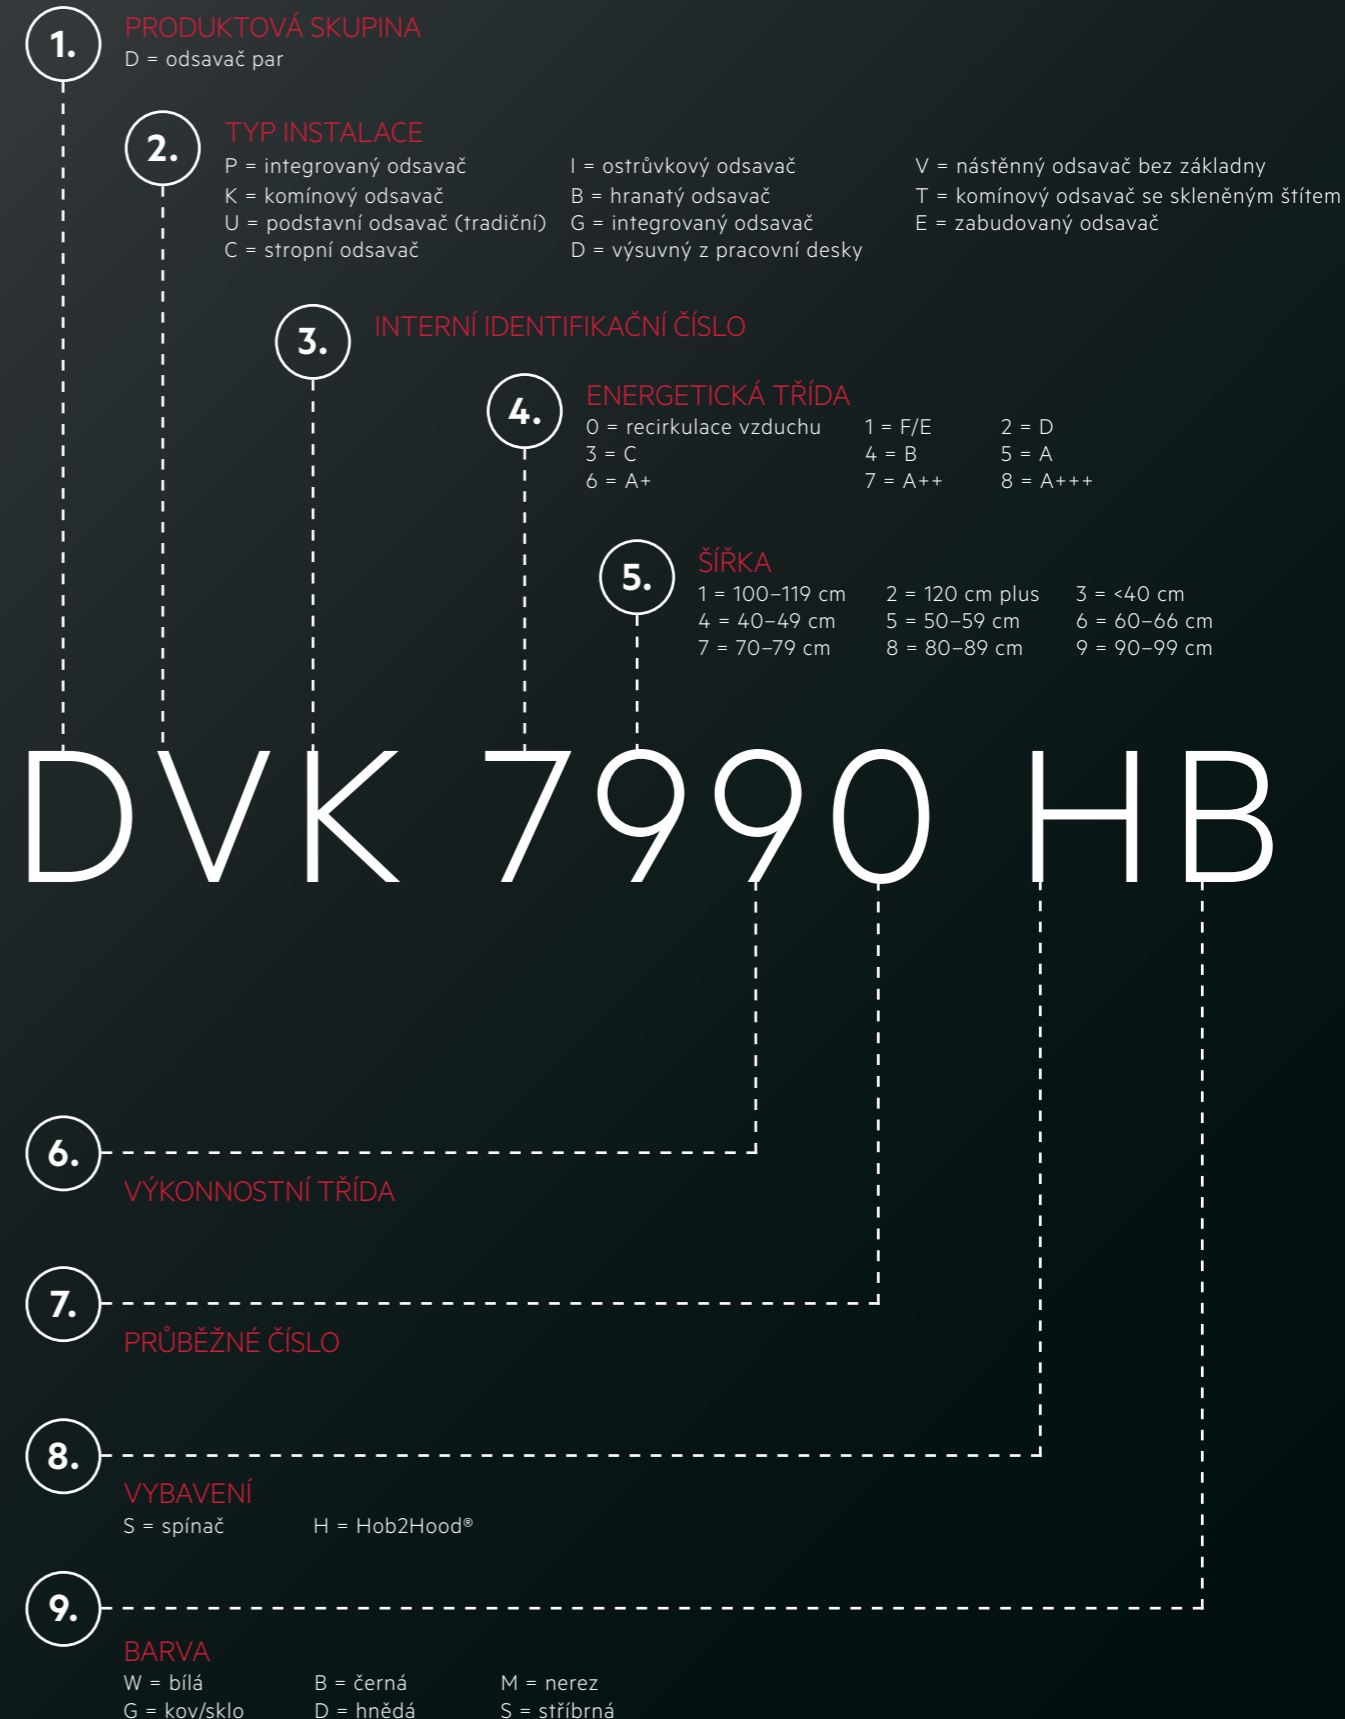 1. PRODUKTOVÁ SKUPINA
D = odsavač par
2. TYP INSTALACE
P = integrovaný odsavač I = ostrůvkový odsavač V = nástěnný odsavač bez základny
K = komínový odsavač B = hranatý odsavač T = komínový odsavač se skleněným štítem
U = podstavní odsavač (tradiční) G = integrovaný odsavač E = zabudovaný odsavač
C = stropní odsavač D = výsuvný z pracovní desky
3. INTERNÍ IDENTIFIKAČNÍ ČÍSLO
4. ENERGETICKÁ TŘÍDA
0 = recirkulace vzduchu 1 = F/E 2 = D
3 = C 4 = B 5 = A
6 = A+ 7 = A++ 8 = A+++
5. ŠÍŘKA
1 = 100–119 cm 2 = 120 cm plus 3 = <40 cm
4 = 40–49 cm 5 = 50–59 cm 6 = 60–66 cm
7 = 70–79 cm 8 = 80–89 cm 9 = 90–99 cm
DVK 7990 HB
6.
VÝKONNOSTNÍ TŘÍDA
7.
PRŮBĚŽNÉ ČÍSLO
8.
VYBAVENÍ
S = spínač H = Hob2Hood®
9.
BARVA
W = bílá B = černá M = nerez
G = kov/sklo D = hnědá S = stříbrná